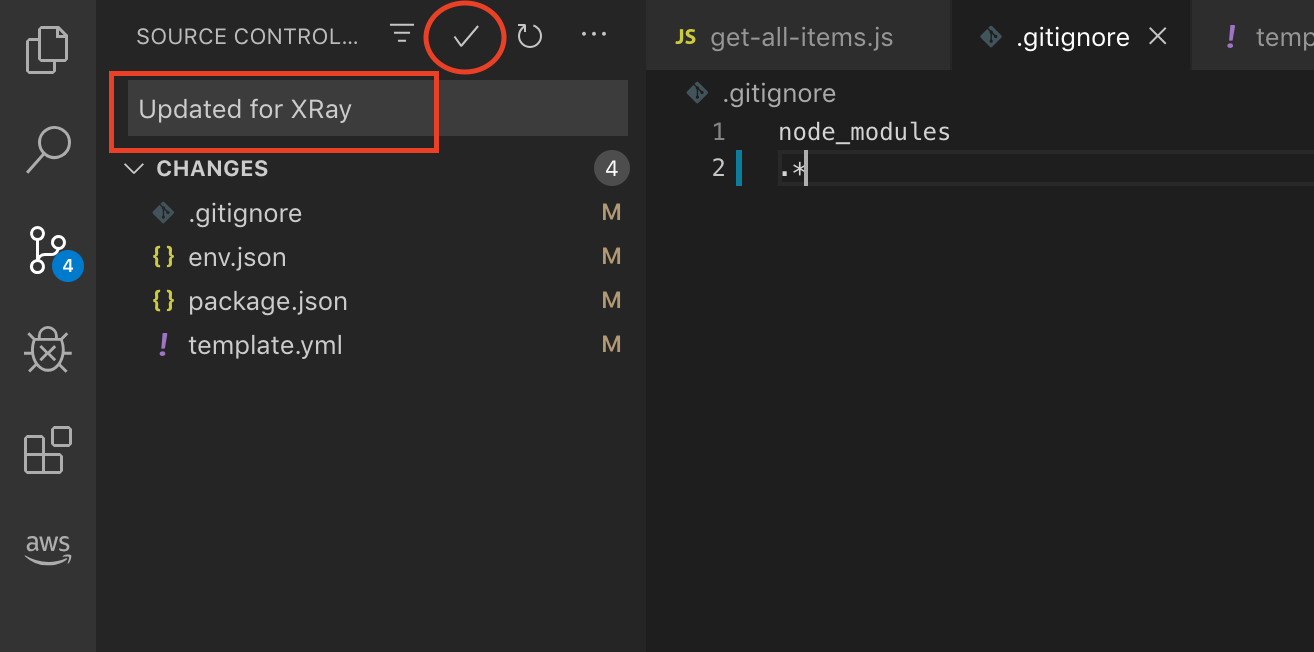 SOURCE CONTROL...
Updated for XRay
CHANGES 4
.gitignore M
{} env.json M
{} package.json M
! template.yml M
4
aws
JS get-all-items.js
.gitignore
! temp
.gitignore
1 node_modules
2 .*